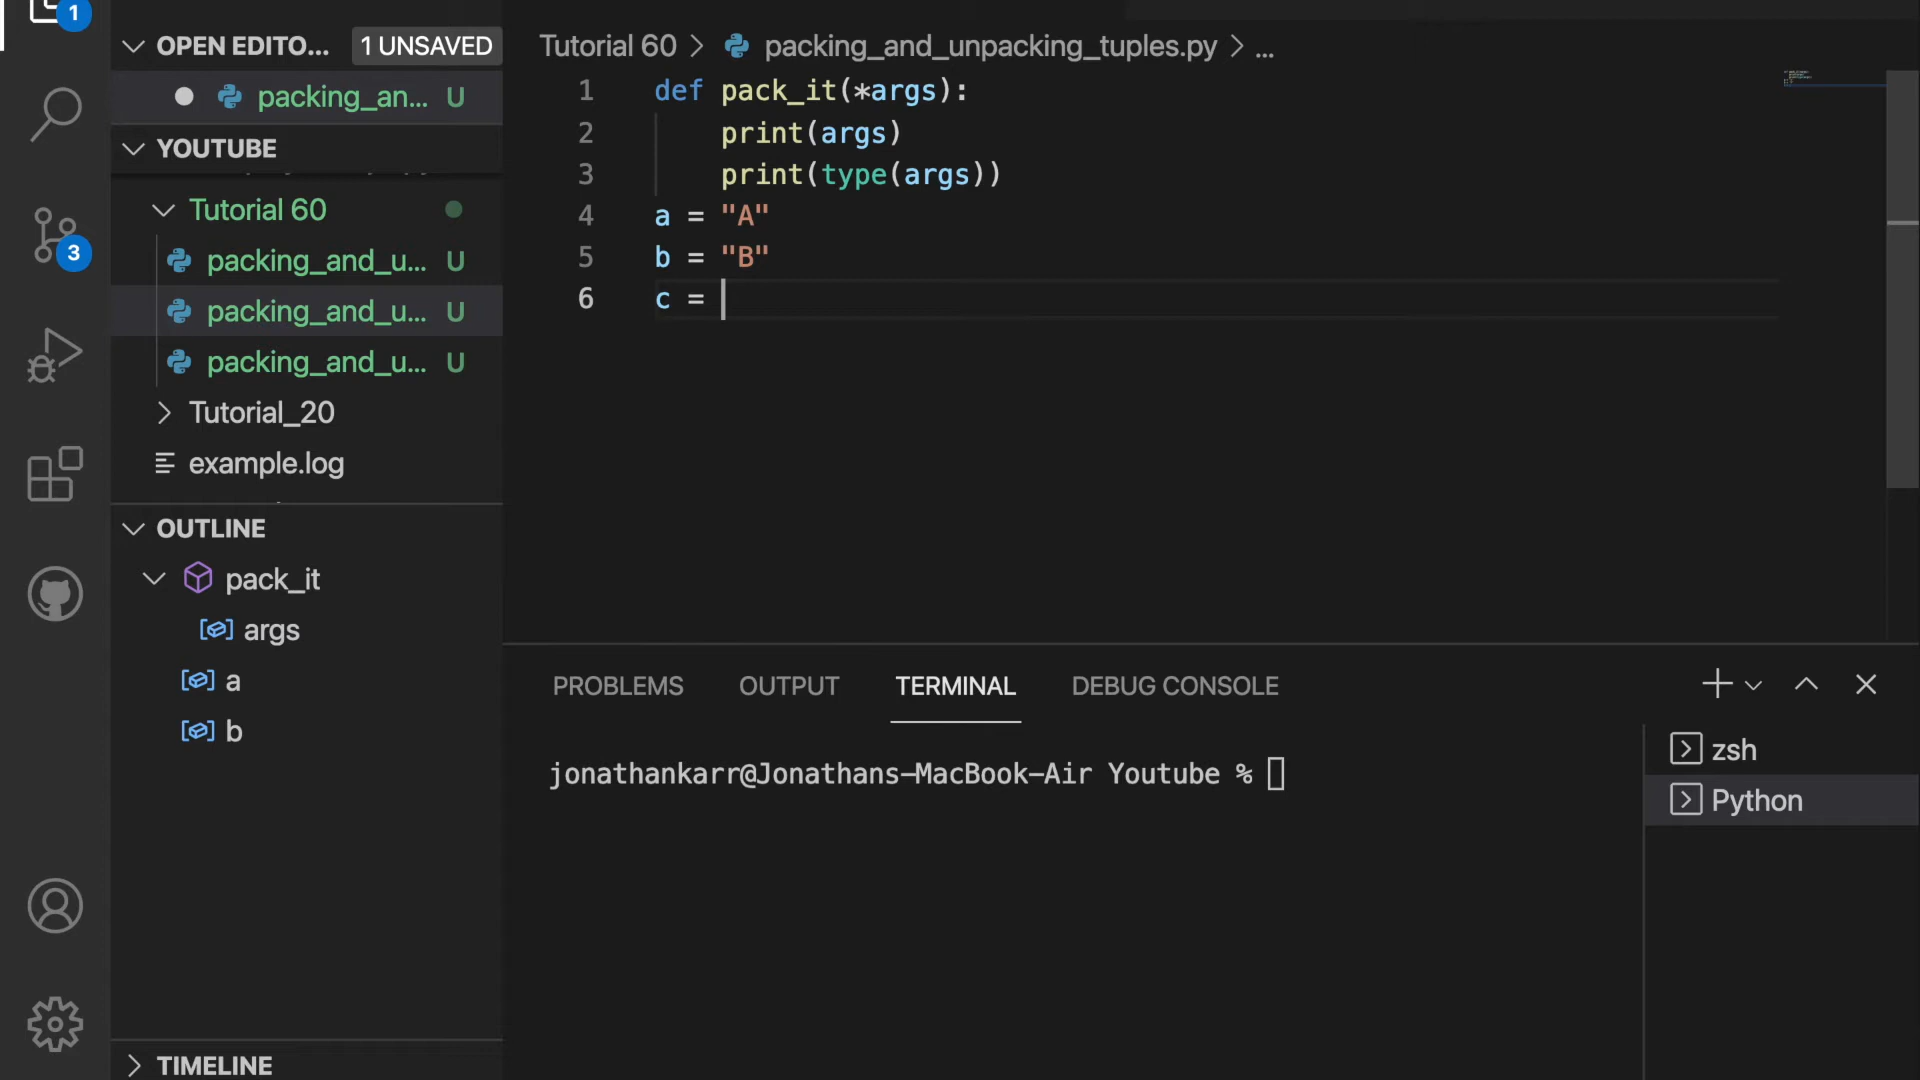 1
OPEN EDITO... 1 UNSAVED
packing_an... U
YOUTUBE
Tutorial 60
packing_and_u... U
packing_and_u... U
packing_and_u... U
Tutorial_20
example.log
OUTLINE
pack_it
args
a
b
TIMELINE
3
Tutorial 60 > packing_and_unpacking_tuples.py > ...
1 def pack_it(*args):
2     print(args)
3     print(type(args))
4 a = "A"
5 b = "B"
6 c =
PROBLEMS OUTPUT TERMINAL DEBUG CONSOLE
jonathankarr@Jonathans-MacBook-Air Youtube %
zsh
Python